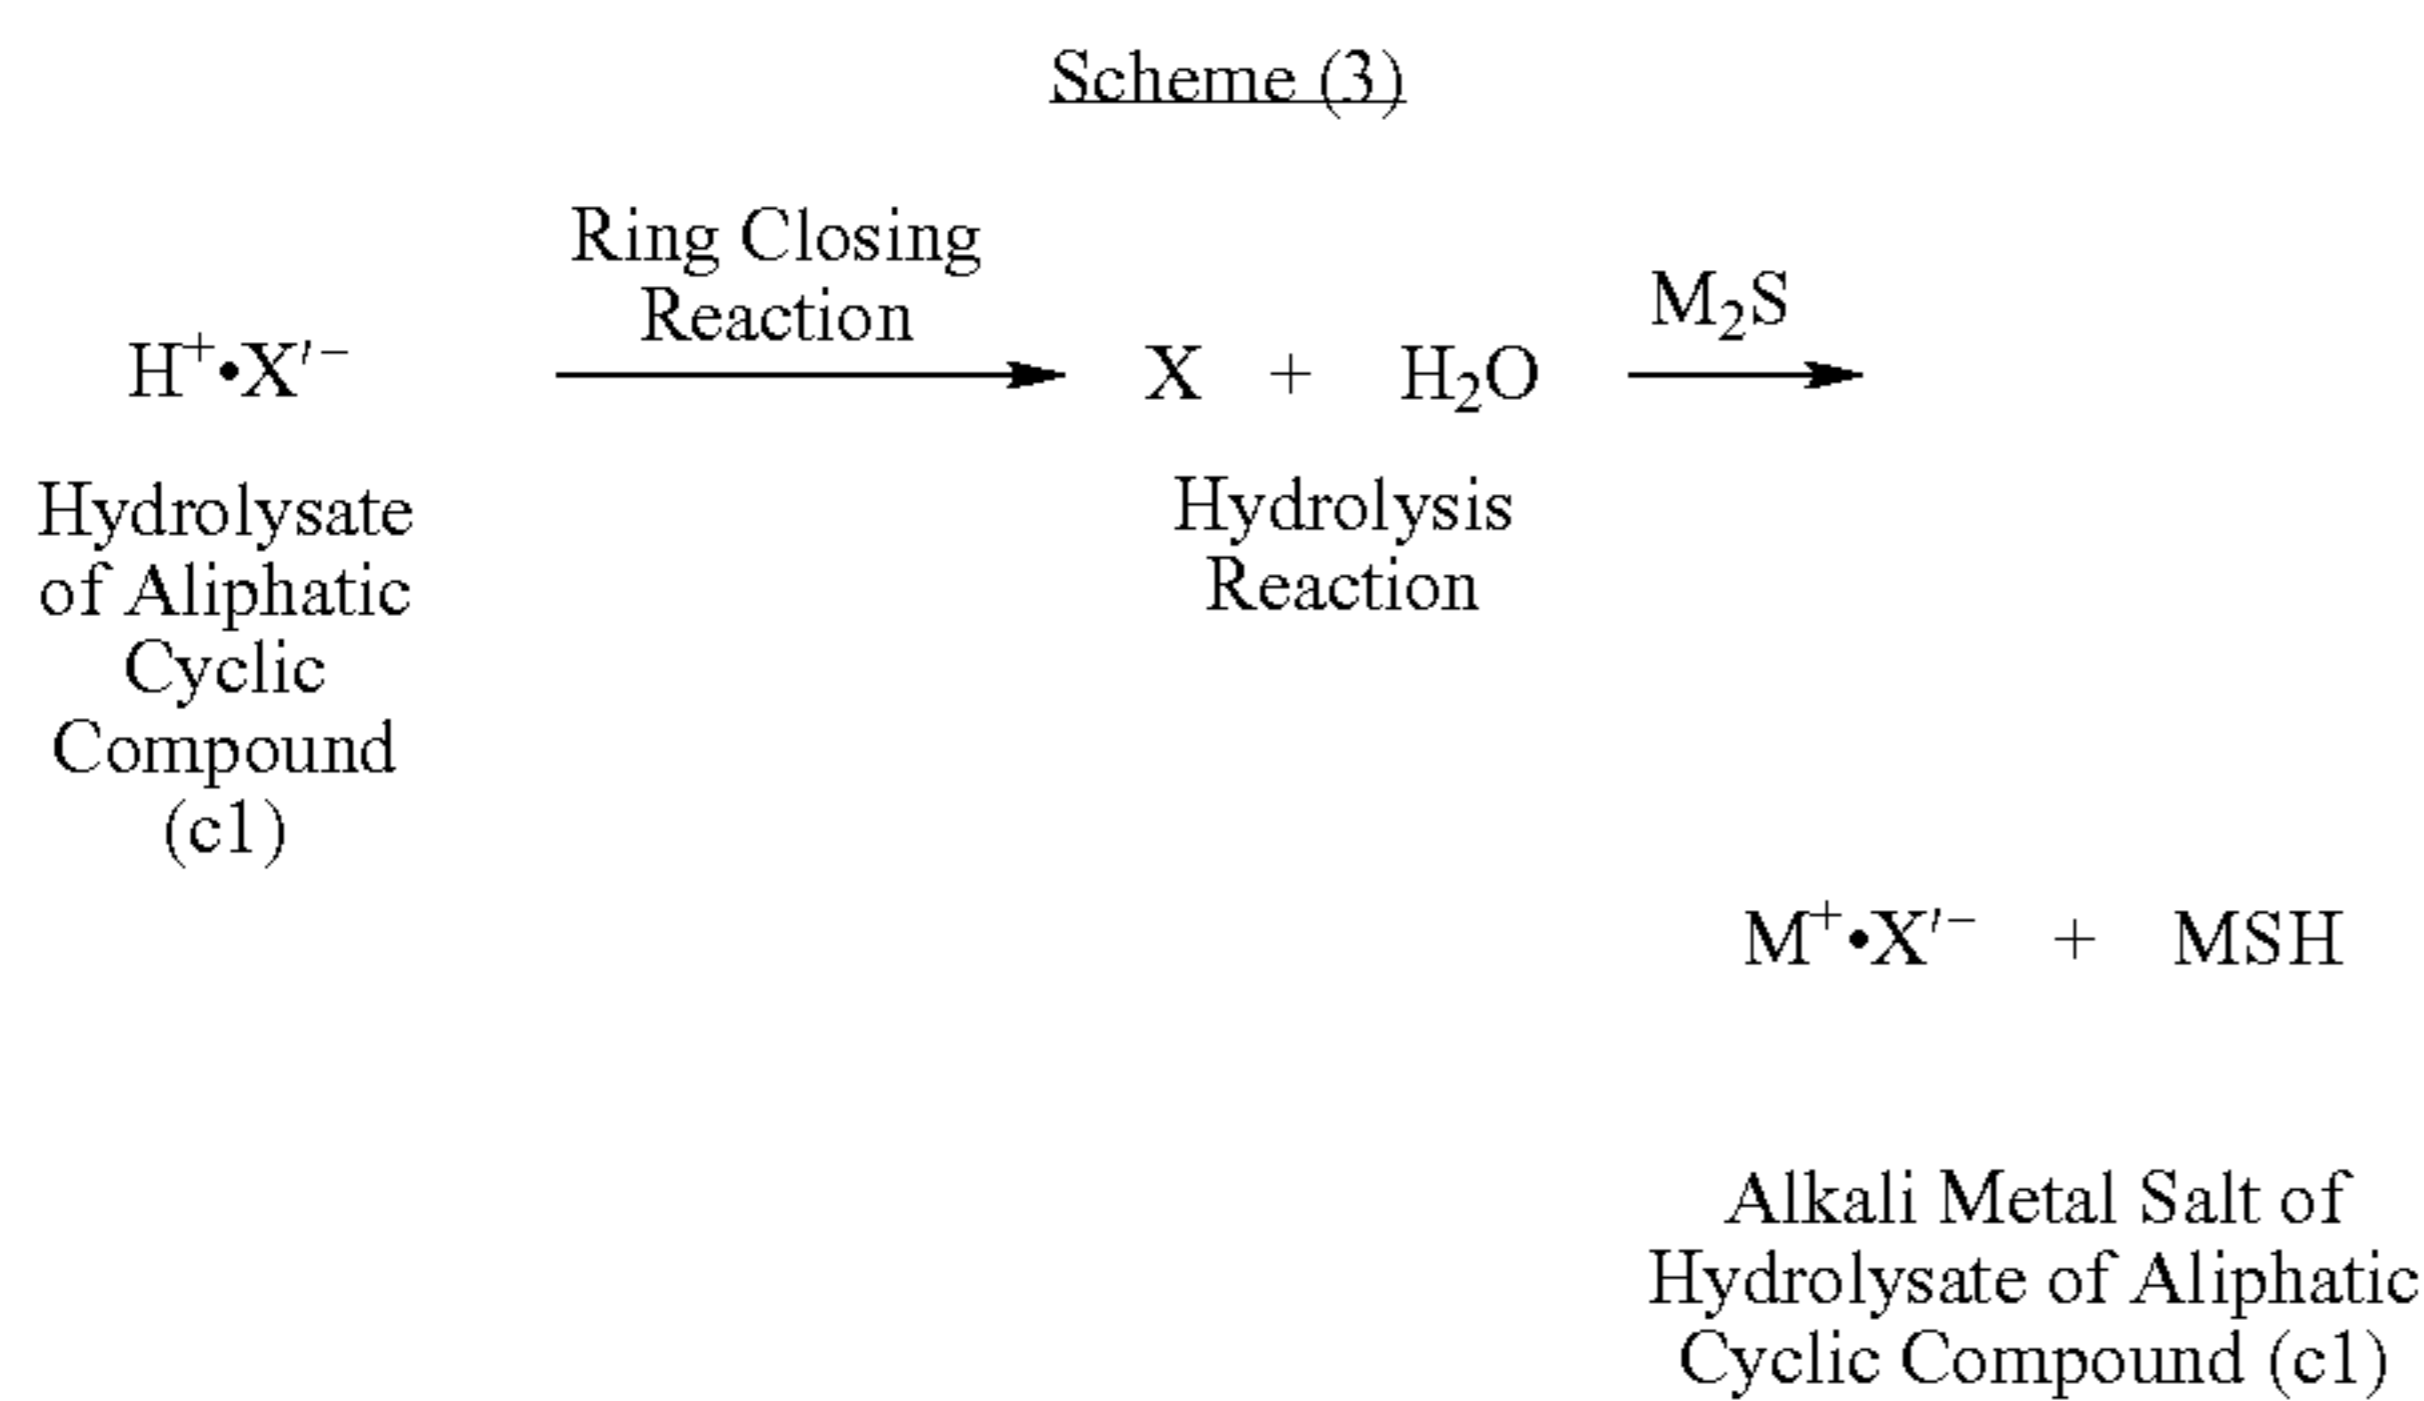 Scheme (3)
Ring Closing
Reaction
M₂S
H⁺•X′⁻
X + H₂O
Hydrolysate
of Aliphatic
Cyclic
Compound
(c1)
Hydrolysis
Reaction
M⁺•X′⁻ + MSH
Alkali Metal Salt of
Hydrolysate of Aliphatic
Cyclic Compound (c1)